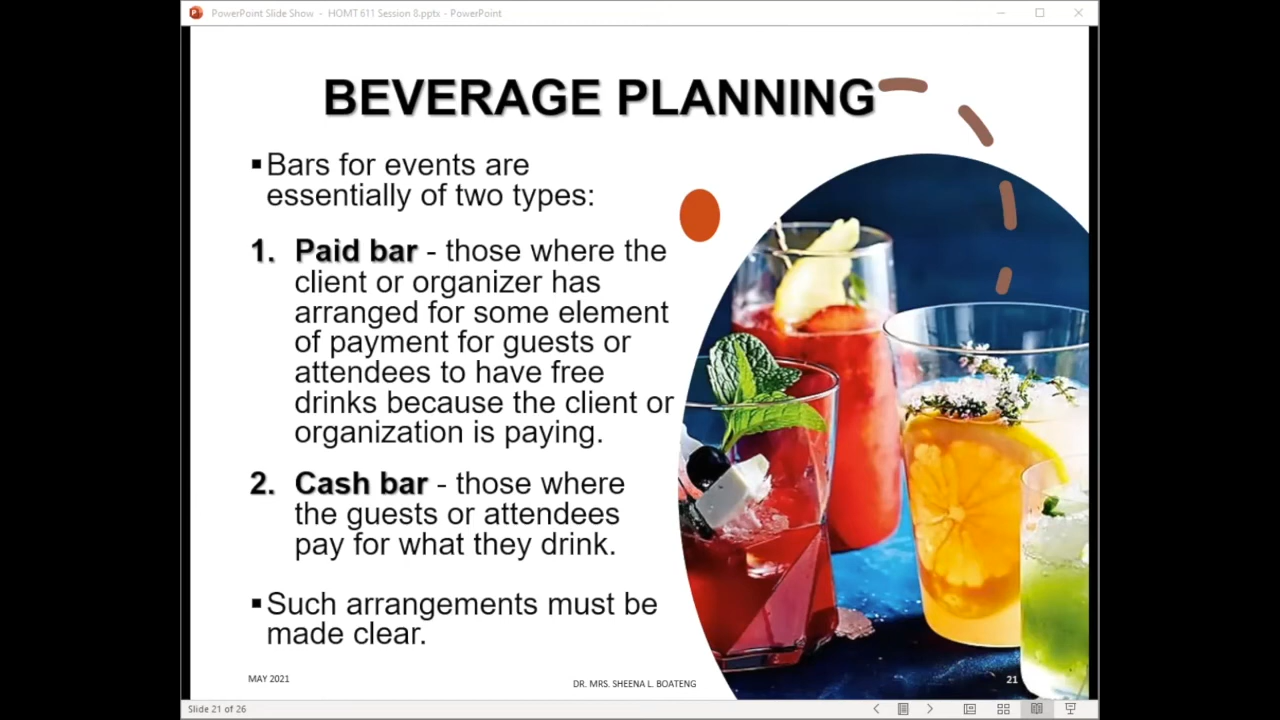 PowerPoint Slide Show - HOMT 611 Session 8.pptx - PowerPoint
BEVERAGE PLANNING
▪Bars for events are
essentially of two types:
1. Paid bar - those where the
client or organizer has
arranged for some element
of payment for guests or
attendees to have free
drinks because the client or
organization is paying.
2. Cash bar - those where
the guests or attendees
pay for what they drink.
▪Such arrangements must be
made clear.
MAY 2021
DR. MRS. SHEENA L. BOATENG
21
Slide 21 of 26